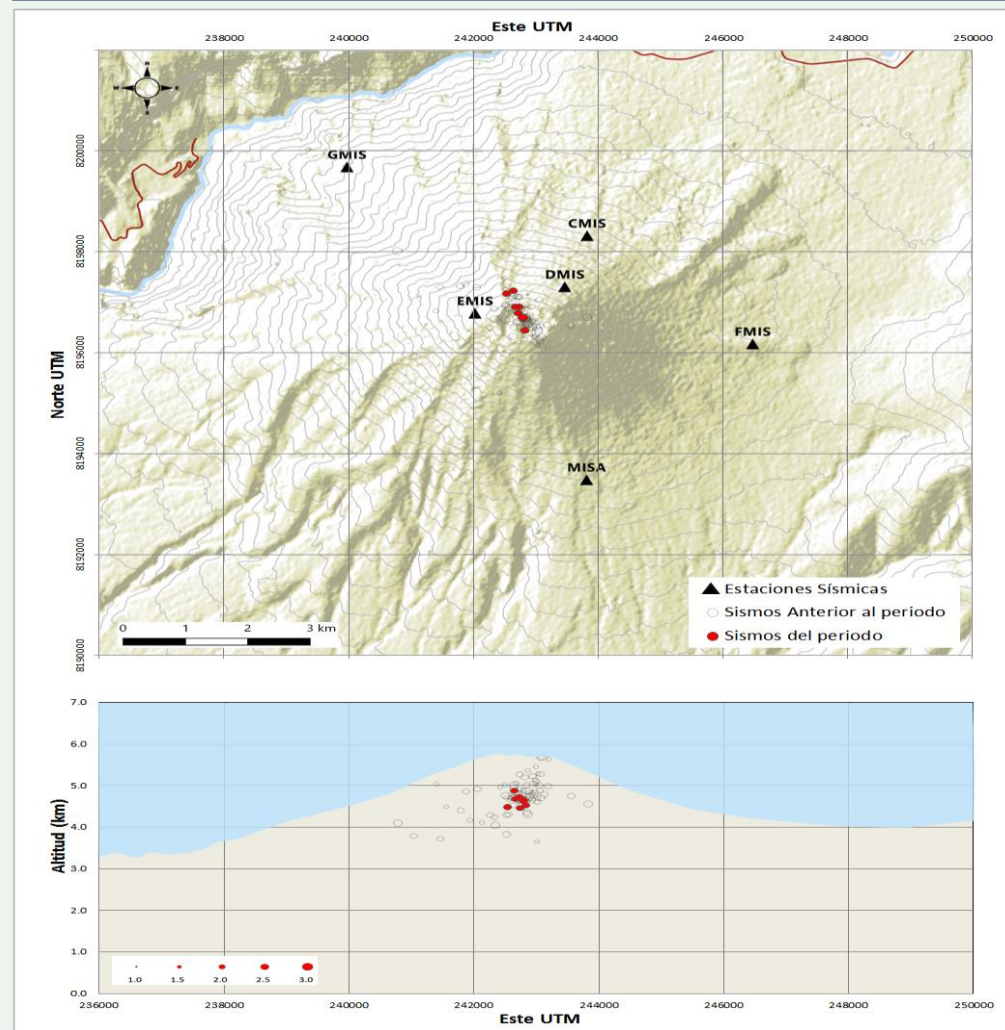 Este UTM
238000 240000 242000 244000 246000 248000 250000
N
W E
S
8200000
GMIS
CMIS
8198000
DMIS
EMIS
FMIS
8196000
Norte UTM
8194000
MISA
8192000
Estaciones Sísmicas
Sismos Anterior al periodo
Sismos del periodo
0 1 2 3 km
8190000
7.0
6.0
5.0
4.0
3.0
2.0
1.0
0.0
Altitud (km)
1.0 1.5 2.0 2.5 3.0
236000 240000 242000 244000 246000 248000 250000
Este UTM